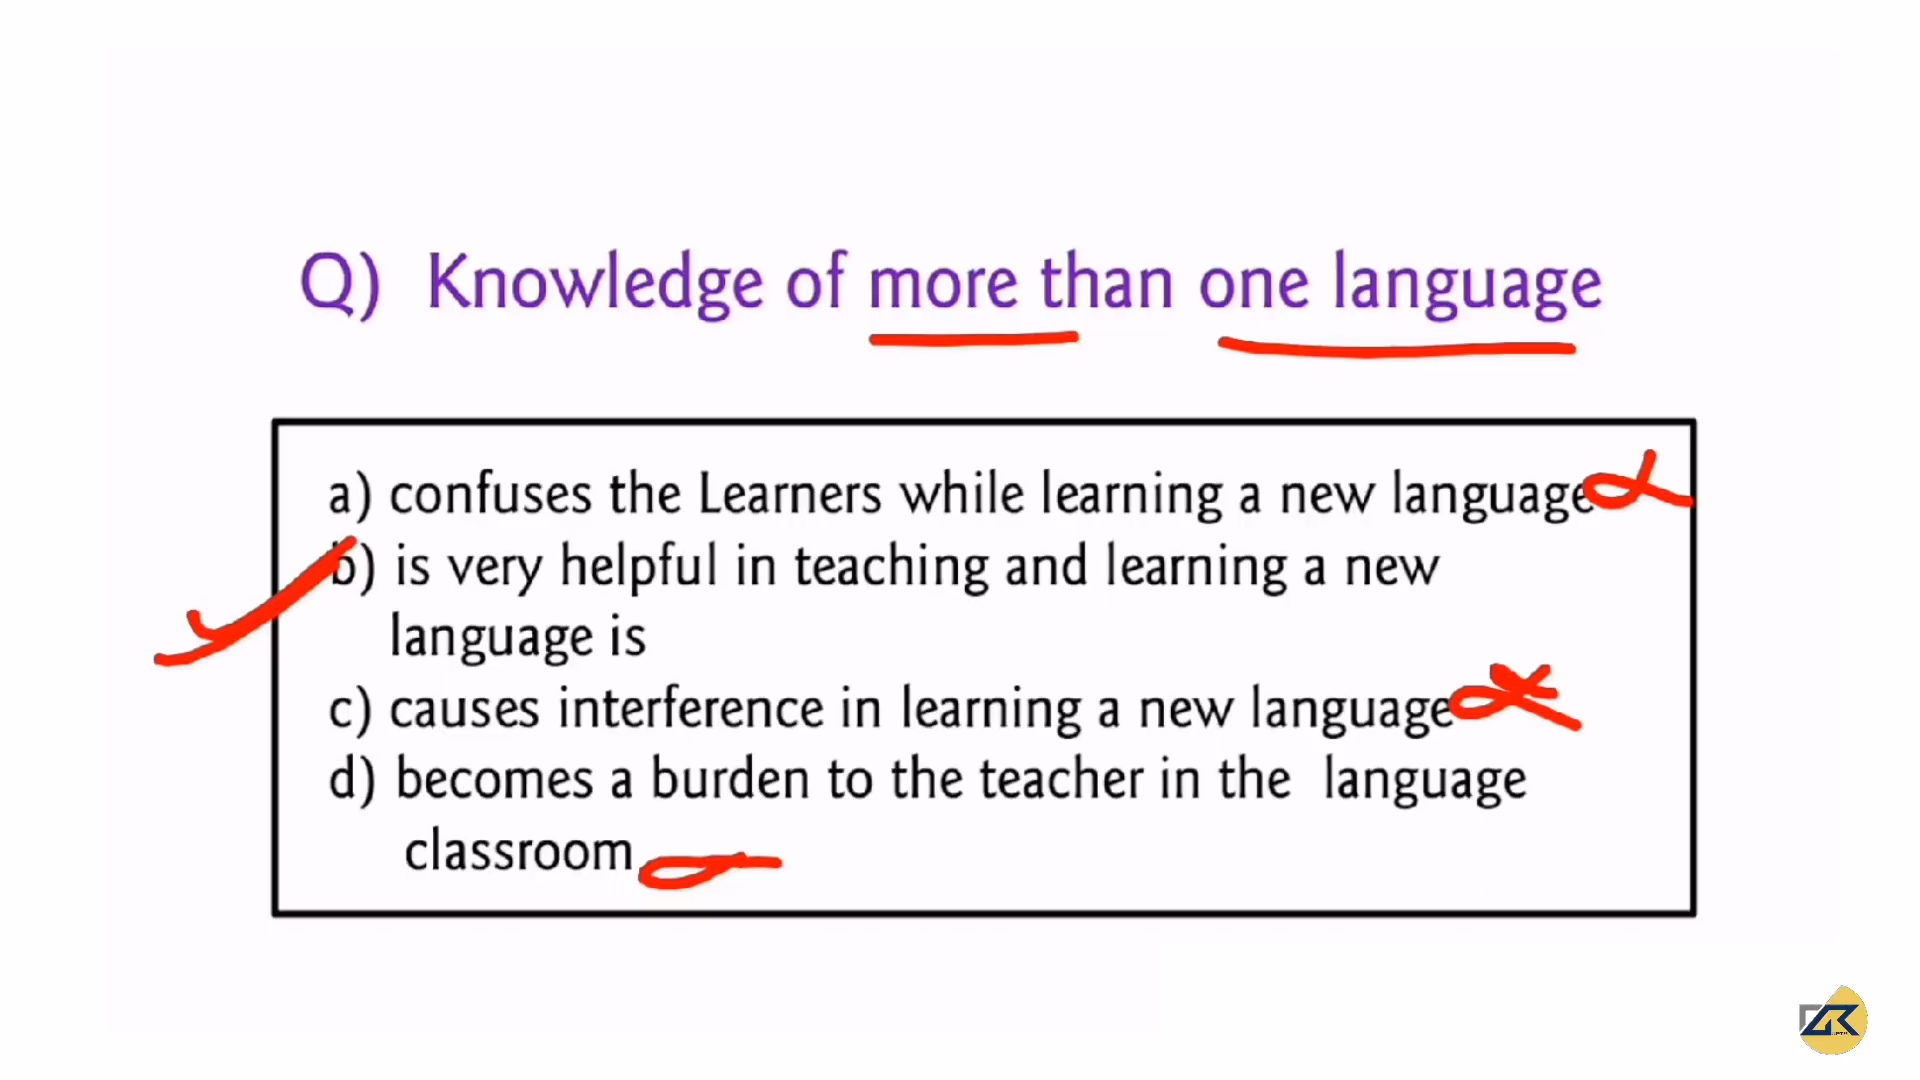 Q) Knowledge of more than one language
a) confuses the Learners while learning a new language
b) is very helpful in teaching and learning a new
language is
c) causes interference in learning a new language
d) becomes a burden to the teacher in the language
classroom